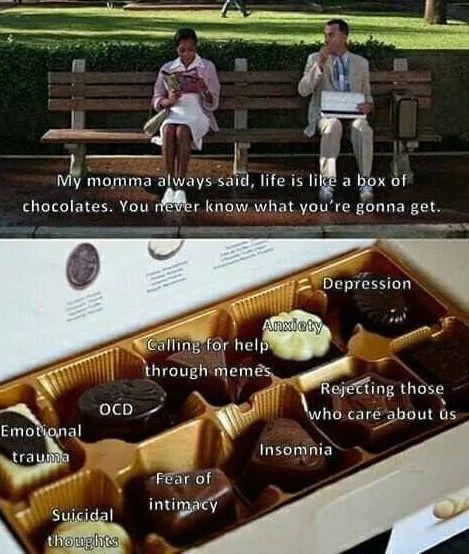 My momma always said, life is like a box of
chocolates. You never know what you're gonna get.
Depression
Anxiety
Calling for help
through memes
Rejecting those
who care about us
OCD
Emotional
trauma
Insomnia
Fear of
intimacy
Suicidal
thoughts